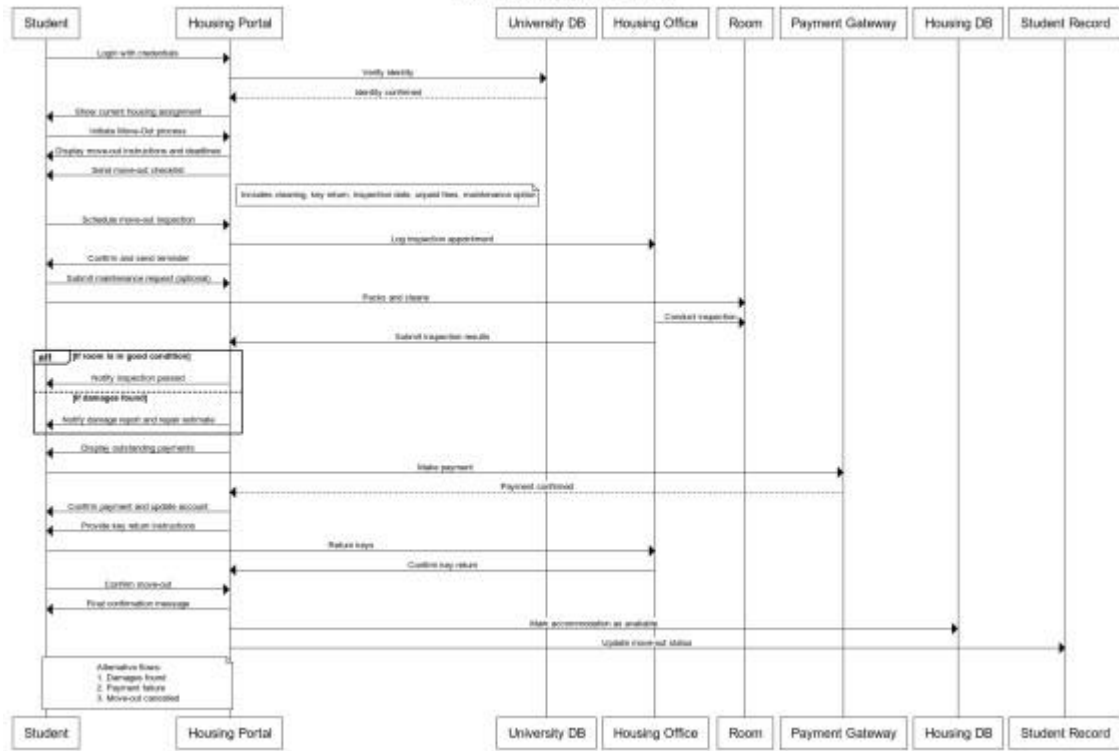 Student
Housing Portal
University DB
Housing Office
Room
Payment Gateway
Housing DB
Student Record
Login with credentials
Verify identity
Identity confirmed
Show current housing assignment
Initiate Move-Out process
Display move-out instructions and deadlines
Send move-out checklist
Includes cleaning, key return, inspection date, unpaid fees, maintenance option
Schedule move-out inspection
Log inspection appointment
Confirm and send reminder
Submit maintenance request (optional)
Packs and cleans
Conduct inspection
Submit inspection results
alt
[If room is in good condition]
Notify inspection passed
[If damages found]
Notify damage report and repair estimate
Display outstanding payments
Make payment
Payment confirmed
Confirm payment and update account
Provide key return instructions
Return keys
Confirm key return
Confirm move-out
Final confirmation message
Mark accommodation as available
Update move-out status
Alternative flows:
1. Damages found
2. Payment failure
3. Move-out cancelled
Student
Housing Portal
University DB
Housing Office
Room
Payment Gateway
Housing DB
Student Record